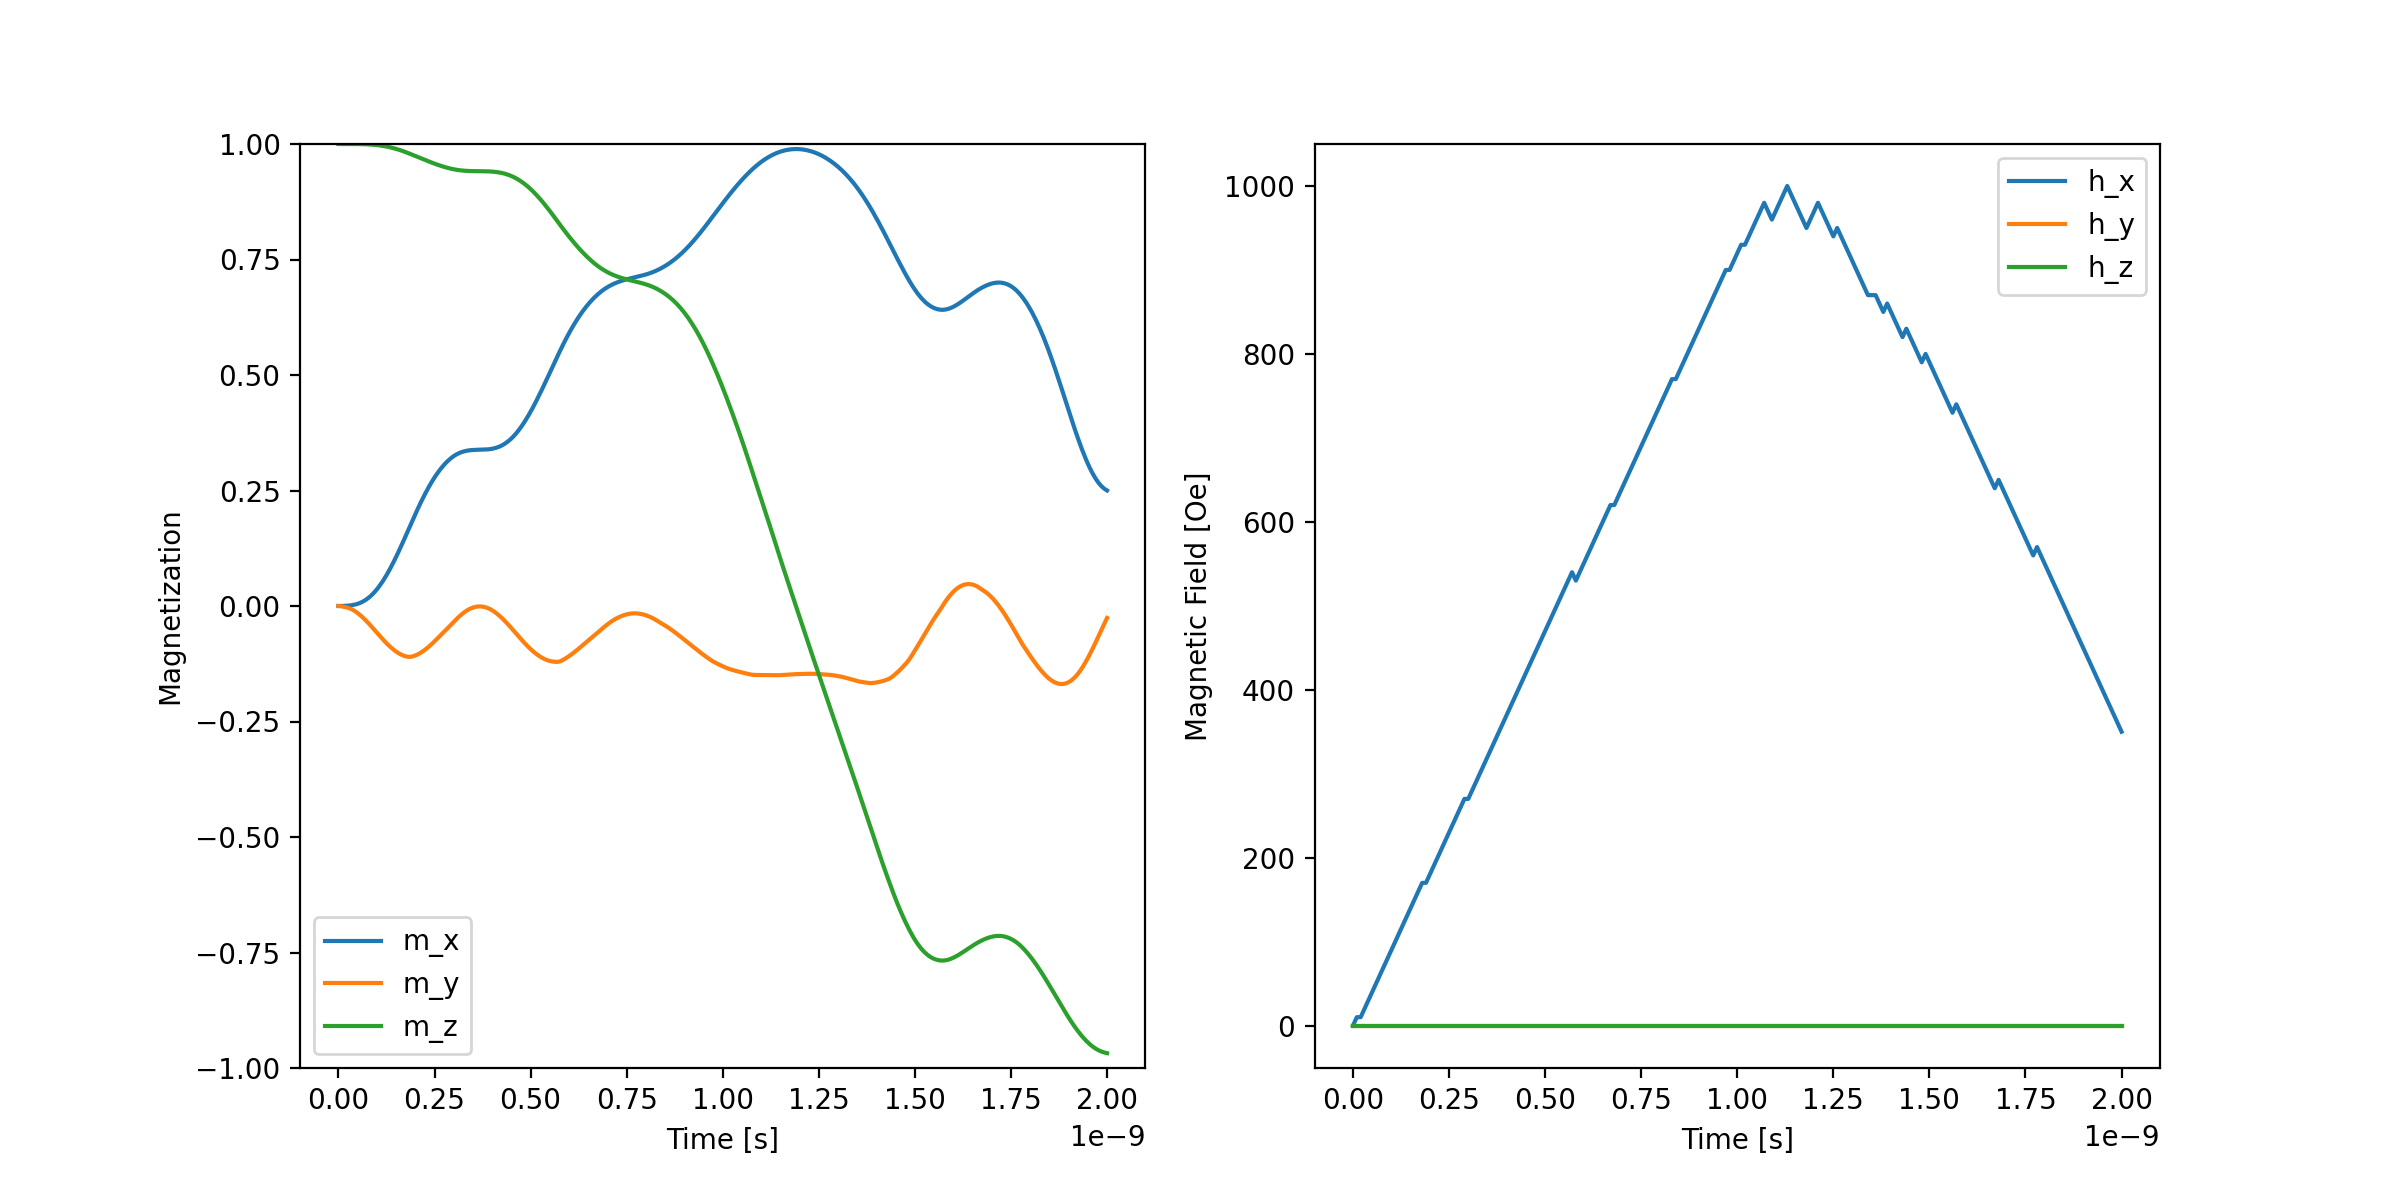 1.00
0.75
0.50
0.25
0.00
−0.25
−0.50
−0.75
−1.00
Magnetization
m_x
m_y
m_z
0.00 0.25 0.50 0.75 1.00 1.25 1.50 1.75 2.00
Time [s]
1e−9
1000
800
600
400
200
0
Magnetic Field [Oe]
h_x
h_y
h_z
0.00 0.25 0.50 0.75 1.00 1.25 1.50 1.75 2.00
Time [s]
1e−9